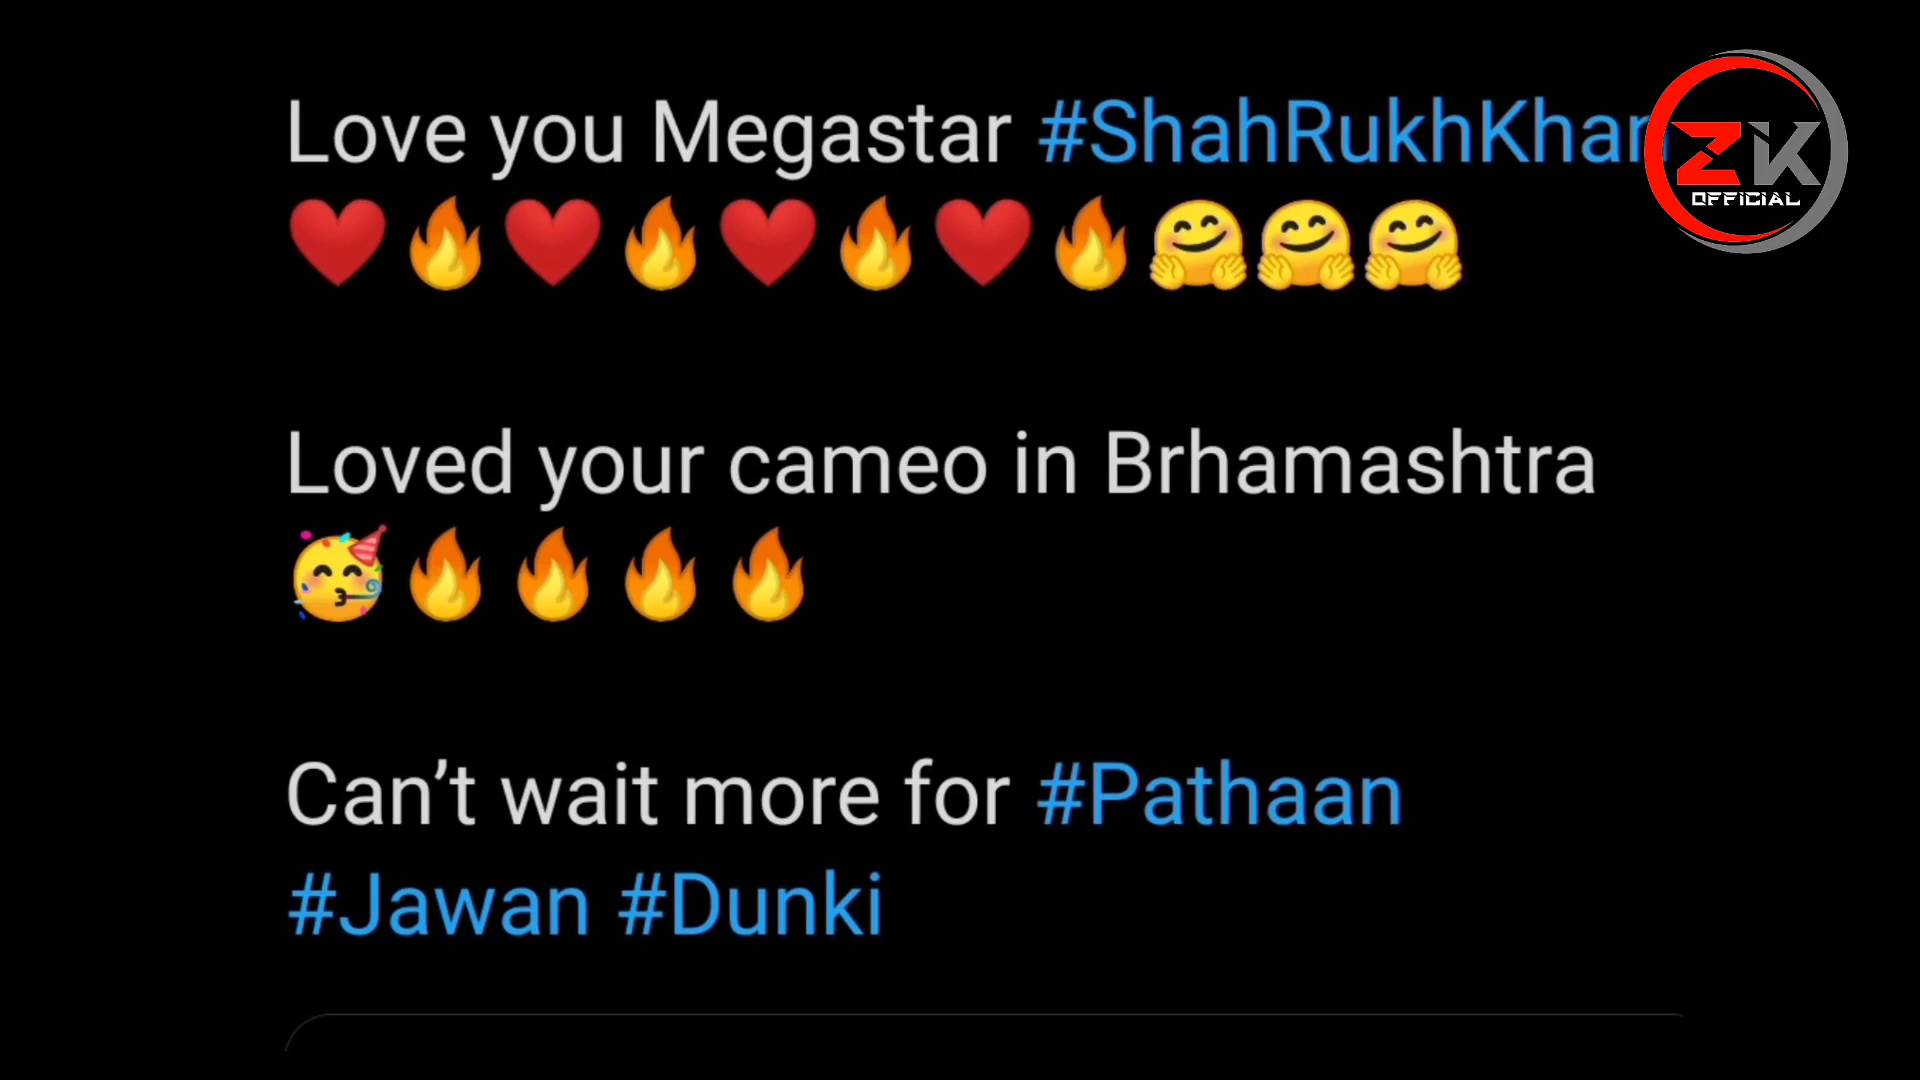 Love you Megastar #ShahRukhKhan
❤️🔥❤️🔥❤️🔥❤️🔥🤗🤗🤗
Loved your cameo in Brhamashtra
🥳🔥🔥🔥🔥
Can’t wait more for #Pathaan
#Jawan #Dunki
ZK
OFFICIAL